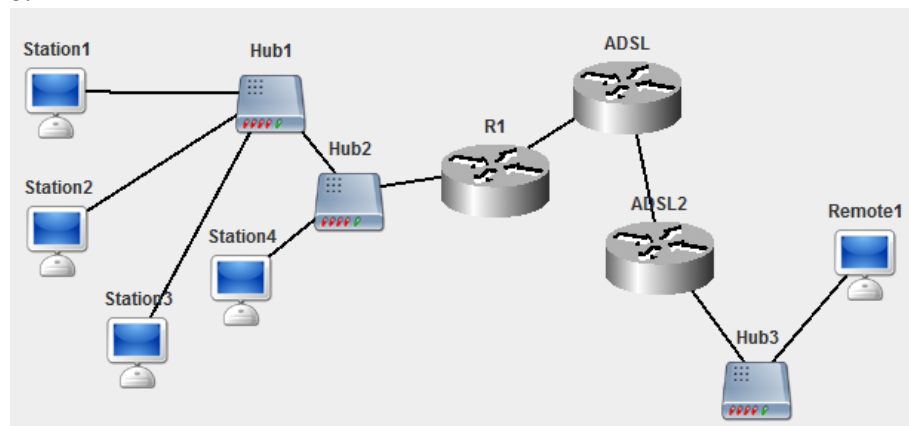 Station1
Hub1
ADSL
R1
Hub2
Station2
ADSL2
Remote1
Station4
Station3
Hub3